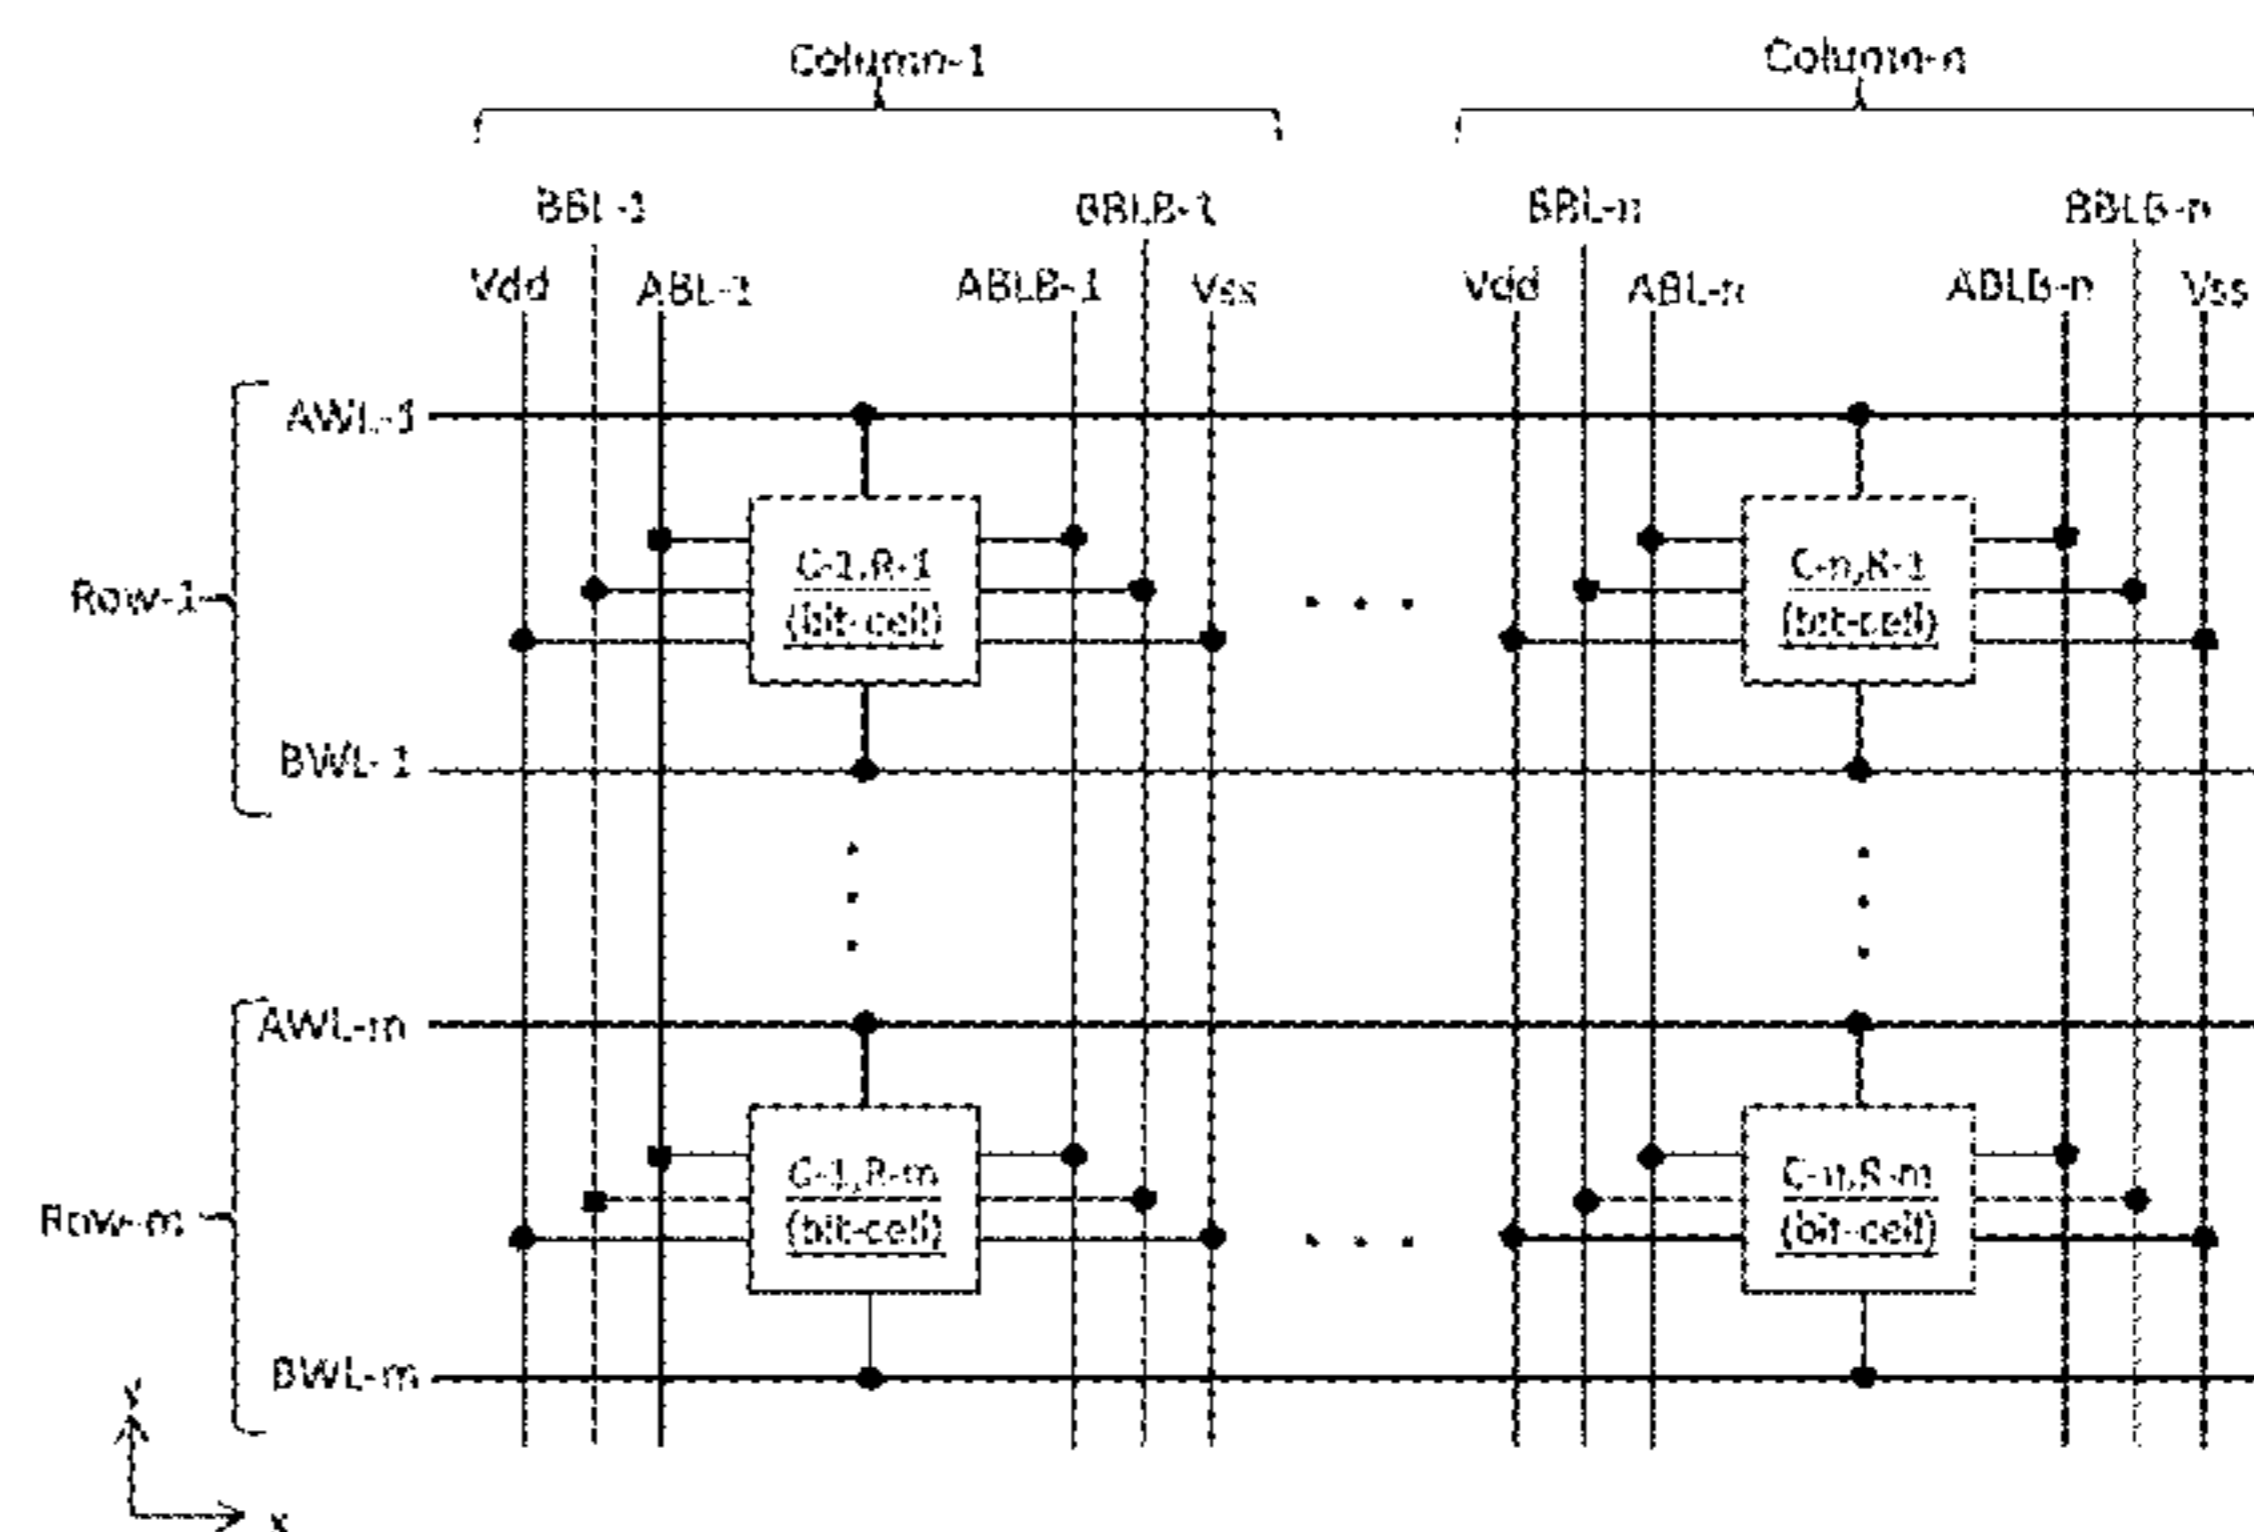 Column-1 Column-n
BBL-1 BBLB-1 BBL-n BBLB-n
Vdd ABL-1 ABLB-1 Vss Vdd ABL-n ABLB-n Vss
AWL-1
C-1,R-1 C-n,R-1
Row-1 . . .
(bit-cell) (bit-cell)
BWL-1
AWL-m
C-1,R-m C-n,R-m
Row-m (bit-cell) . . . (bit-cell)
BWL-m
y
x